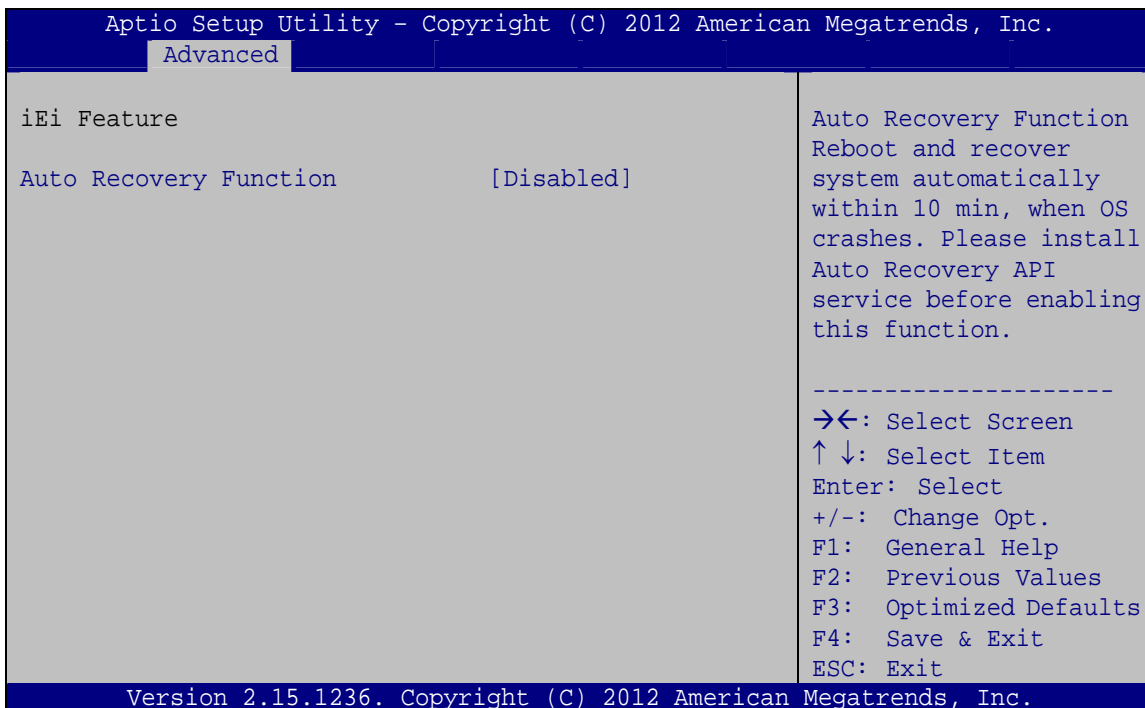 Aptio Setup Utility – Copyright (C) 2012 American Megatrends, Inc.
Advanced
iEi Feature
Auto Recovery Function [Disabled]
Auto Recovery Function
Reboot and recover
system automatically
within 10 min, when OS
crashes. Please install
Auto Recovery API
service before enabling
this function.
---------------------
→←: Select Screen
↑ ↓: Select Item
Enter: Select
+/-: Change Opt.
F1: General Help
F2: Previous Values
F3: Optimized Defaults
F4: Save & Exit
ESC: Exit
Version 2.15.1236. Copyright (C) 2012 American Megatrends, Inc.